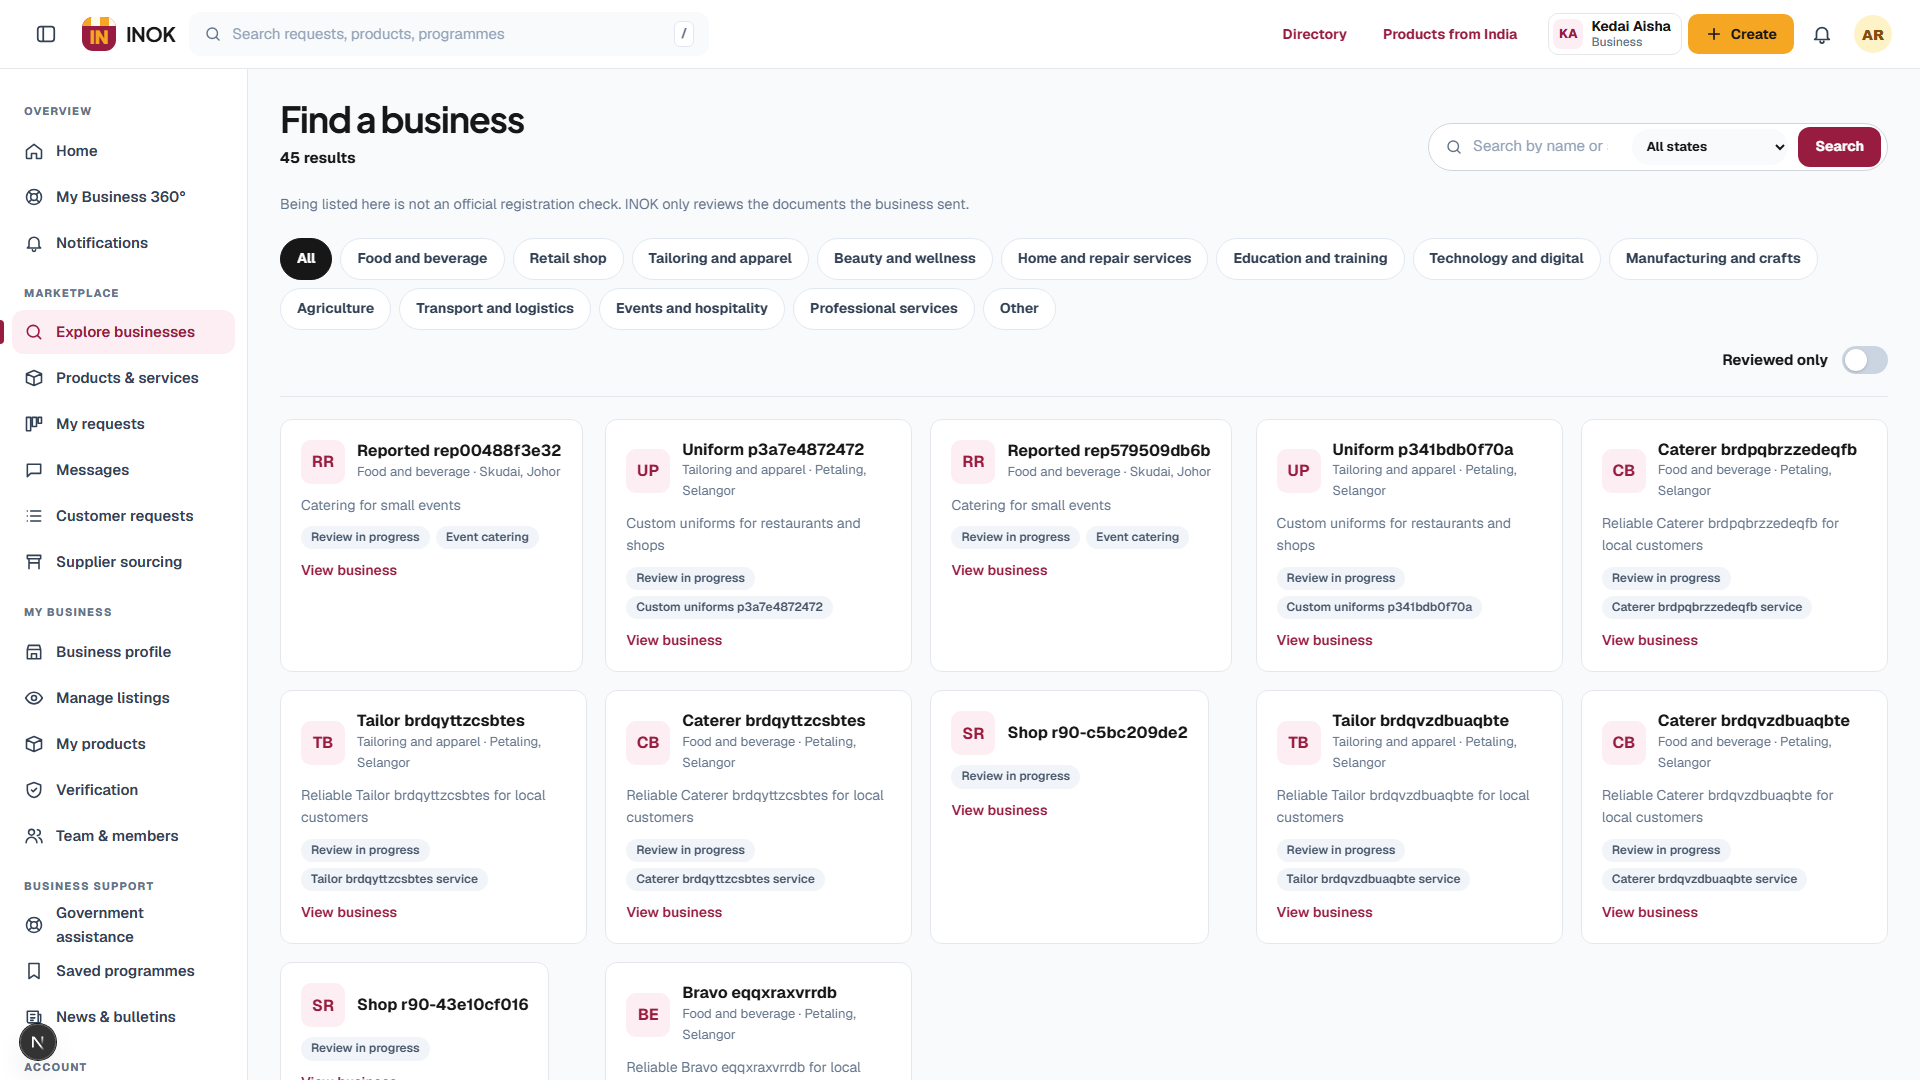 IN INOK
Search requests, products, programmes /
Directory
Products from India
KA Kedai Aisha
Business
Create
AR
OVERVIEW
Home
My Business 360°
Notifications
MARKETPLACE
Explore businesses
Products & services
My requests
Messages
Customer requests
Supplier sourcing
MY BUSINESS
Business profile
Manage listings
My products
Verification
Team & members
BUSINESS SUPPORT
Government
assistance
Saved programmes
News & bulletins
N
ACCOUNT
Find a business
45 results
Search by name or
All states
Search
Being listed here is not an official registration check. INOK only reviews the documents the business sent.
All Food and beverage Retail shop Tailoring and apparel Beauty and wellness Home and repair services Education and training Technology and digital Manufacturing and crafts
Agriculture Transport and logistics Events and hospitality Professional services Other
Reviewed only
RR
Reported rep00488f3e32
Food and beverage · Skudai, Johor
Catering for small events
Review in progress Event catering
View business
UP
Uniform p3a7e4872472
Tailoring and apparel · Petaling,
Selangor
Custom uniforms for restaurants and
shops
Review in progress
Custom uniforms p3a7e4872472
View business
RR
Reported rep579509db6b
Food and beverage · Skudai, Johor
Catering for small events
Review in progress Event catering
View business
UP
Uniform p341bdb0f70a
Tailoring and apparel · Petaling,
Selangor
Custom uniforms for restaurants and
shops
Review in progress
Custom uniforms p341bdb0f70a
View business
CB
Caterer brdpqbrzzedeqfb
Food and beverage · Petaling,
Selangor
Reliable Caterer brdpqbrzzedeqfb for
local customers
Review in progress
Caterer brdpqbrzzedeqfb service
View business
TB
Tailor brdqyttzcsbtes
Tailoring and apparel · Petaling,
Selangor
Reliable Tailor brdqyttzcsbtes for local
customers
Review in progress
Tailor brdqyttzcsbtes service
View business
CB
Caterer brdqyttzcsbtes
Food and beverage · Petaling,
Selangor
Reliable Caterer brdqyttzcsbtes for local
customers
Review in progress
Caterer brdqyttzcsbtes service
View business
SR
Shop r90-c5bc209de2
Review in progress
View business
TB
Tailor brdqvzdbuaqbte
Tailoring and apparel · Petaling,
Selangor
Reliable Tailor brdqvzdbuaqbte for local
customers
Review in progress
Tailor brdqvzdbuaqbte service
View business
CB
Caterer brdqvzdbuaqbte
Food and beverage · Petaling,
Selangor
Reliable Caterer brdqvzdbuaqbte for
local customers
Review in progress
Caterer brdqvzdbuaqbte service
View business
SR
Shop r90-43e10cf016
Review in progress
View business
BE
Bravo eqqxraxvrrdb
Food and beverage · Petaling,
Selangor
Reliable Bravo eqqxraxvrrdb for local